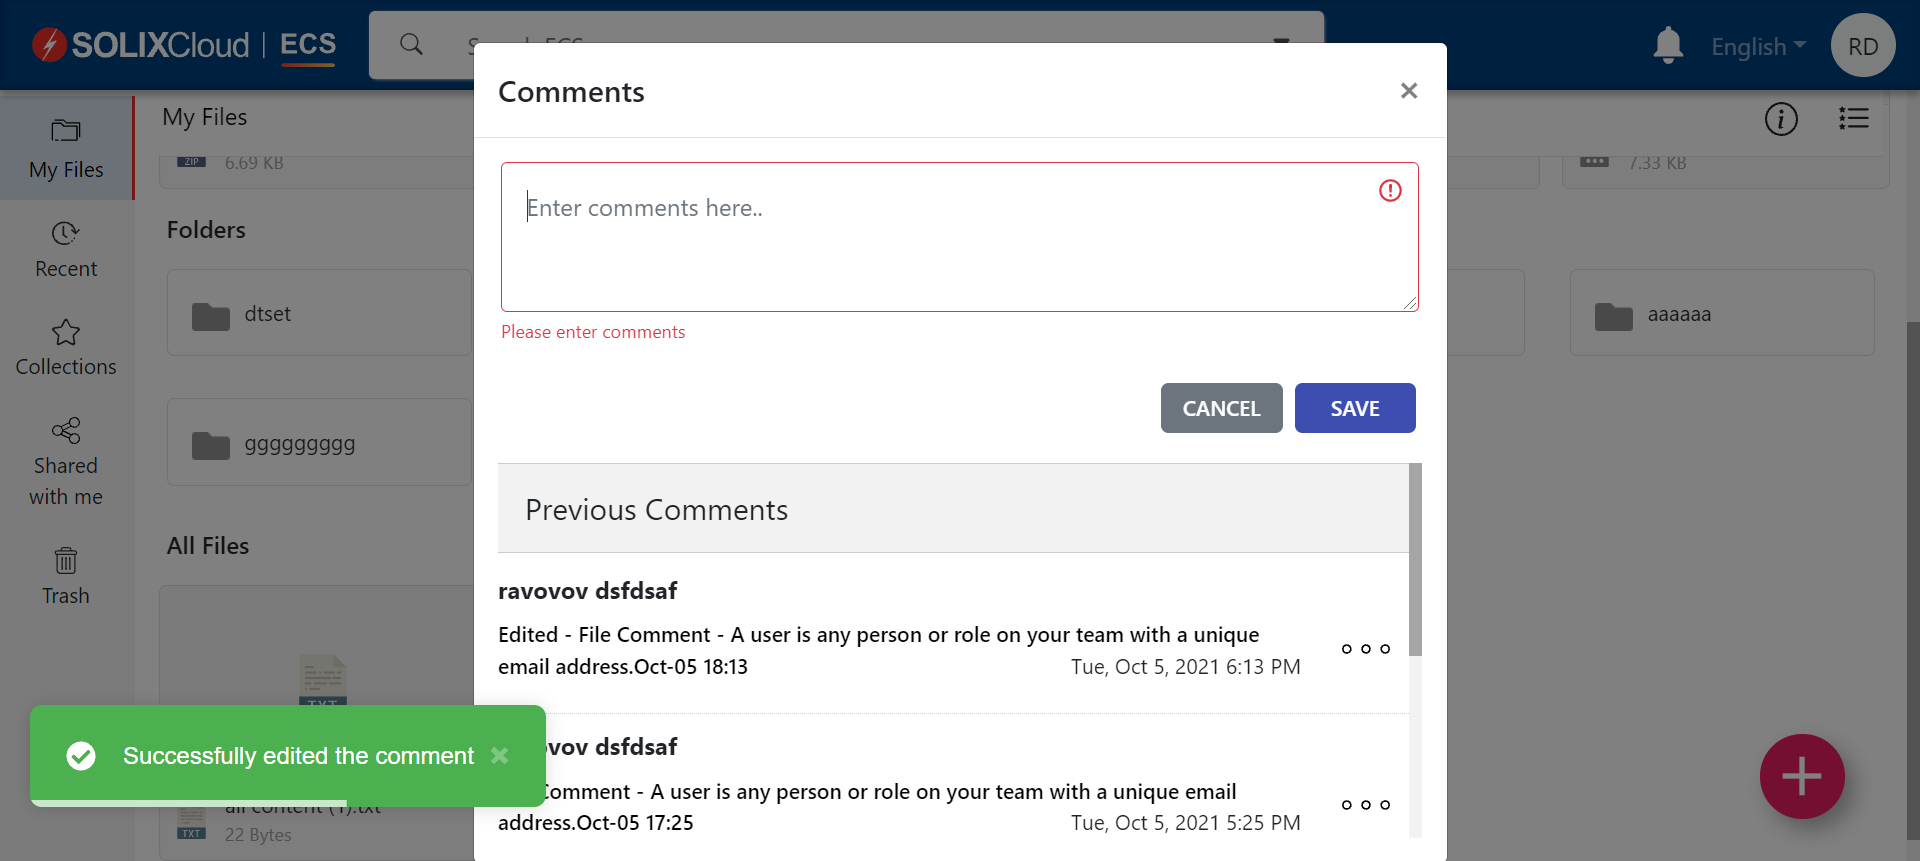 SOLIXCloud | ECS
English
RD
Comments
×
My Files
My Files
ZIP
6.69 KB
7.33 KB
Enter comments here..
Folders
Recent
dtset
aaaaaa
Please enter comments
Collections
CANCEL
SAVE
ggggggggg
Shared
with me
Previous Comments
All Files
Trash
ravovov dsfdsaf
Edited - File Comment - A user is any person or role on your team with a unique
email address.Oct-05 18:13
Tue, Oct 5, 2021 6:13 PM
TXT
Successfully edited the comment ×
vov dsfdsaf
Comment - A user is any person or role on your team with a unique email
address.Oct-05 17:25
Tue, Oct 5, 2021 5:25 PM
all content (1).txt
TXT
22 Bytes